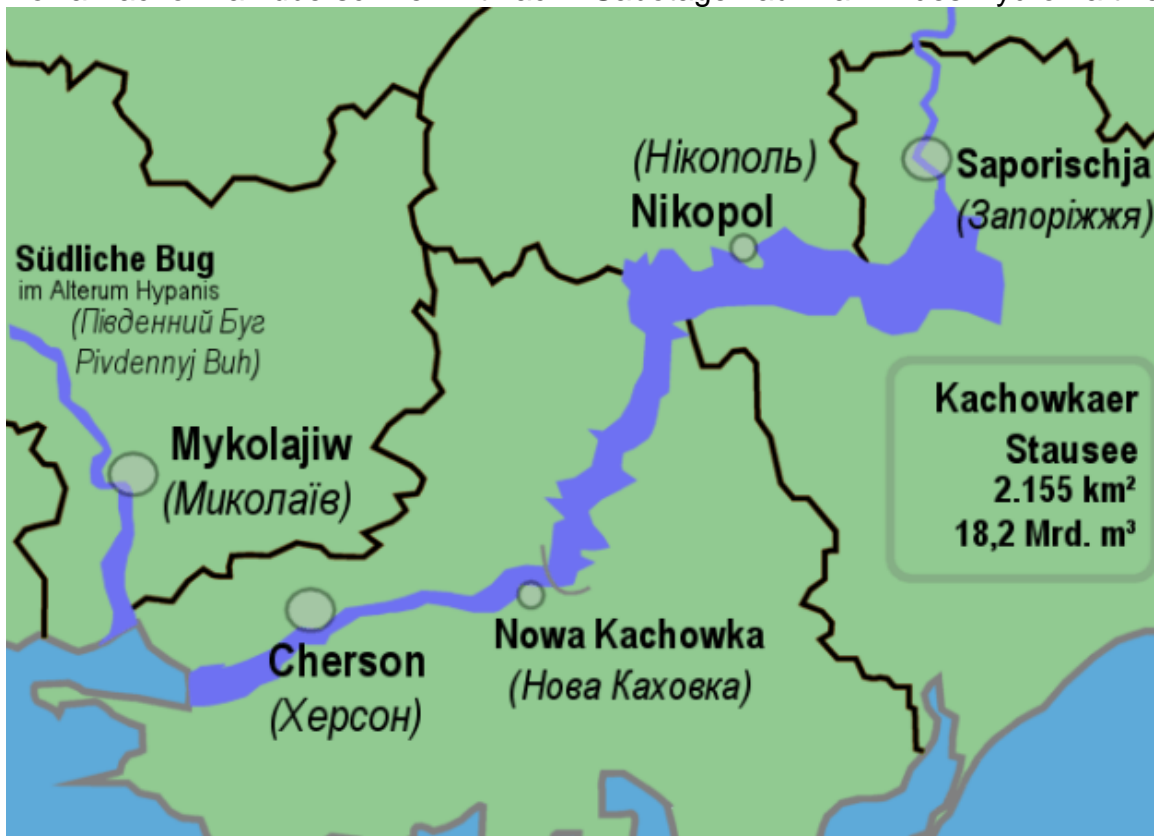 (Нікополь)
Nikopol
Saporischja
(Запоріжжя)
Südliche Bug
im Alterum Hypanis
(Південний Буг
Pivdennyj Buh)
Mykolajiw
(Миколаїв)
Kachowkaer
Stausee
2.155 km²
18,2 Mrd. m³
Nowa Kachowka
(Нова Каховка)
Cherson
(Херсон)